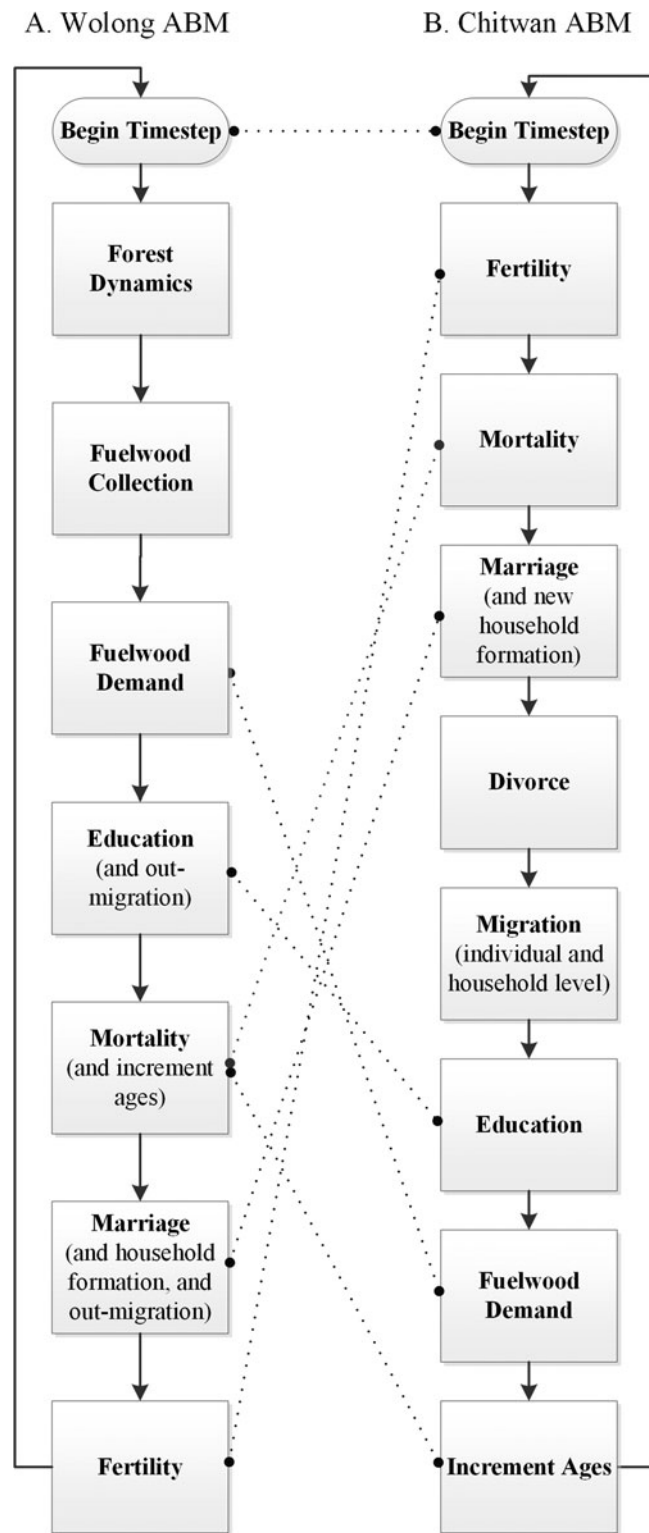 A. Wolong ABM
Begin Timestep
Forest
Dynamics
Fuelwood
Collection
Fuelwood
Demand
Education
(and out-
migration)
Mortality
(and increment
ages)
Marriage
(and household
formation, and
out-migration)
Fertility
B. Chitwan ABM
Begin Timestep
Fertility
Mortality
Marriage
(and new
household
formation)
Divorce
Migration
(individual and
household level)
Education
Fuelwood
Demand
Increment Ages